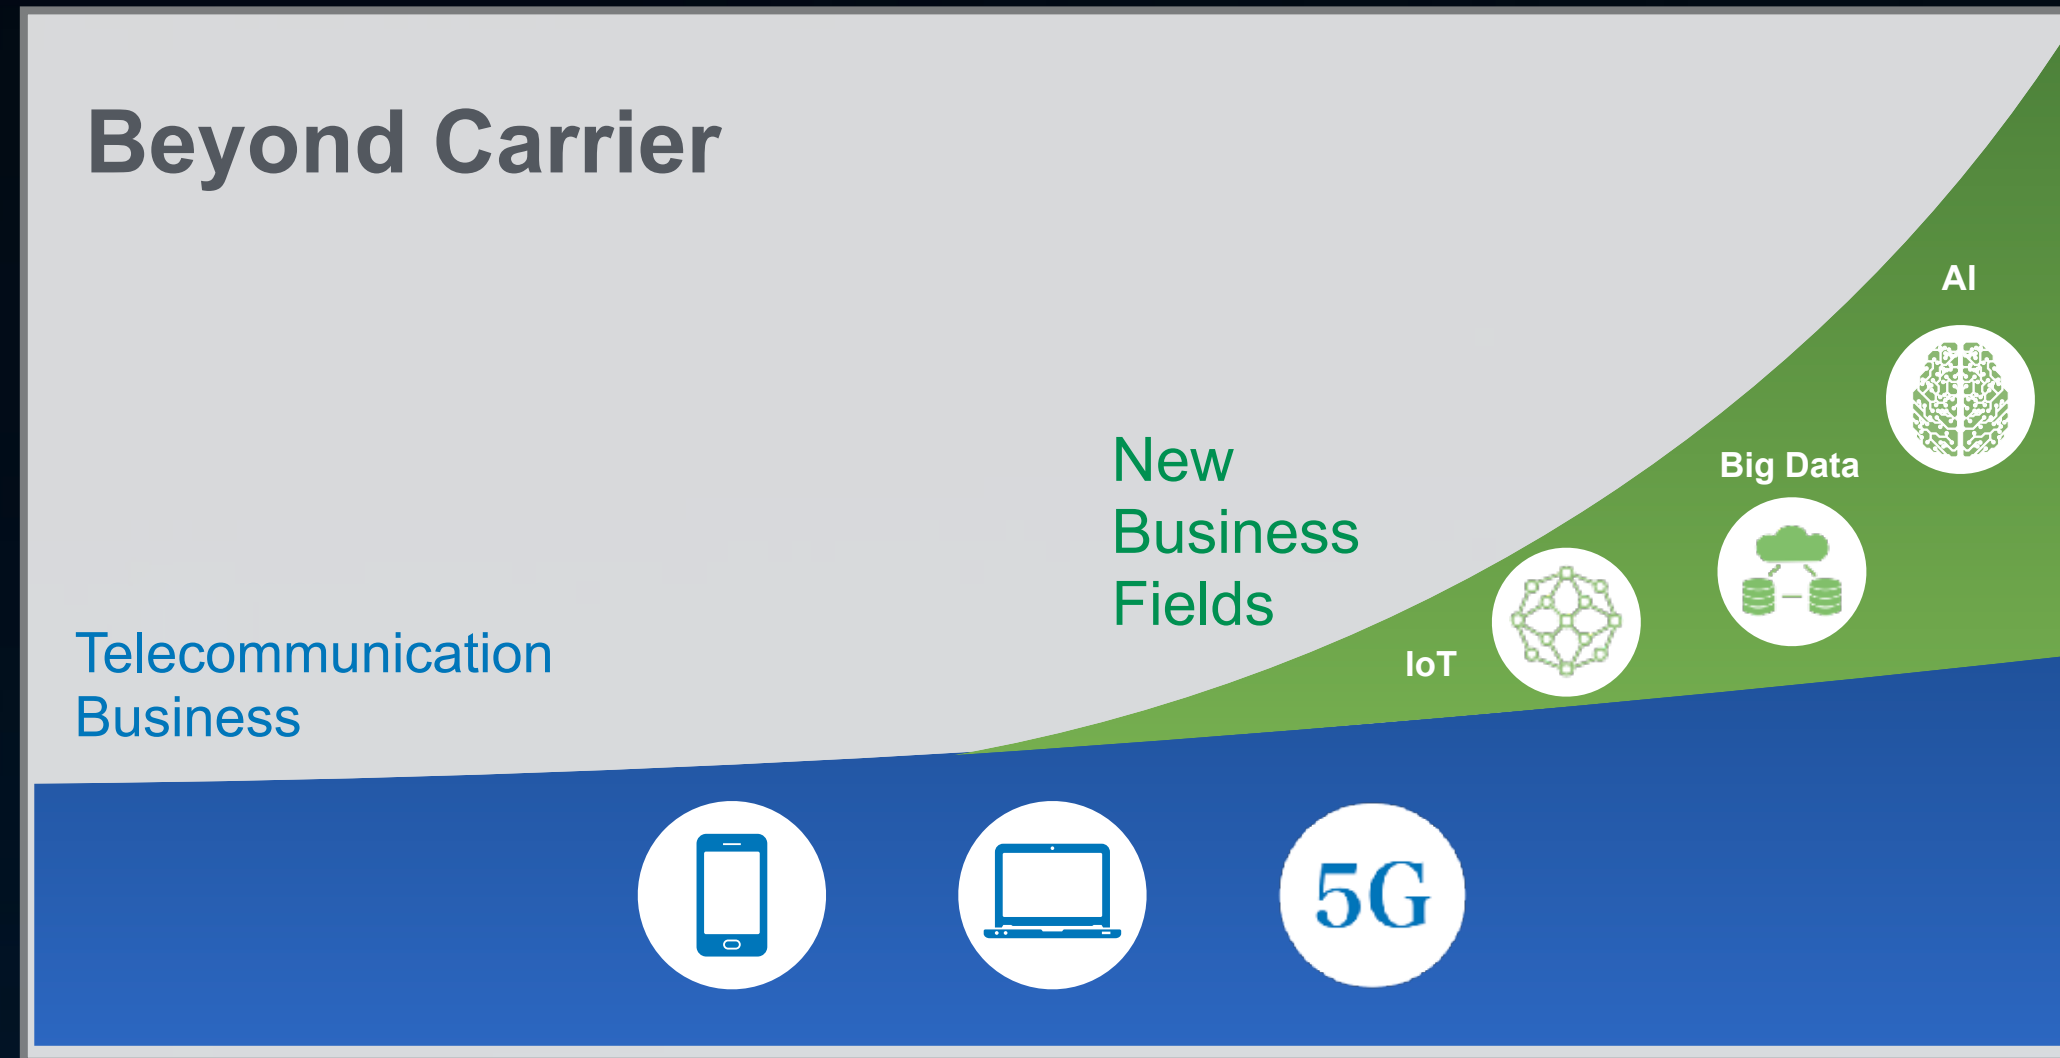 Beyond Carrier
AI
New
Business
Fields
Big Data
IoT
Telecommunication
Business
5G